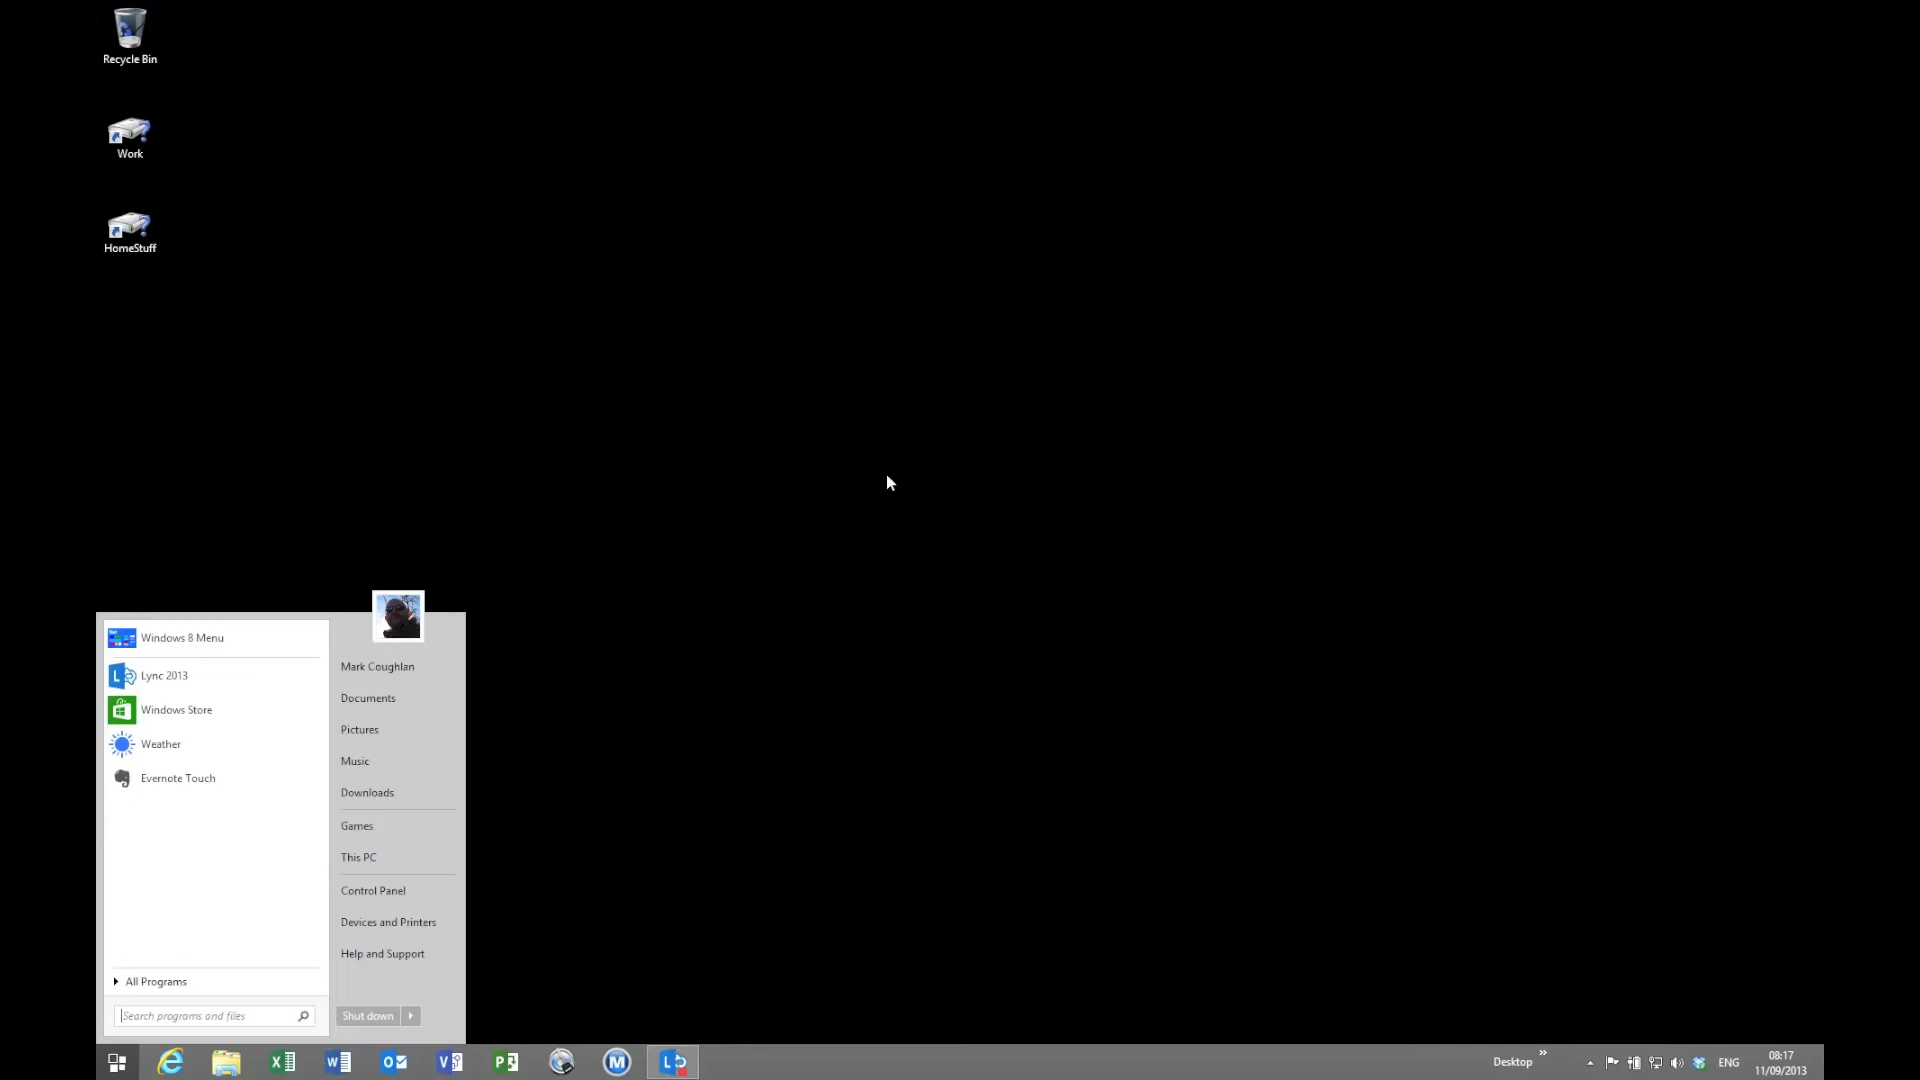 Recycle Bin
Work
HomeStuff
Windows 8 Menu
Lync 2013
Windows Store
Weather
Evernote Touch
All Programs
Search programs and files
Mark Coughlan
Documents
Pictures
Music
Downloads
Games
This PC
Control Panel
Devices and Printers
Help and Support
Shut down
Desktop
ENG
08:17
11/09/2013